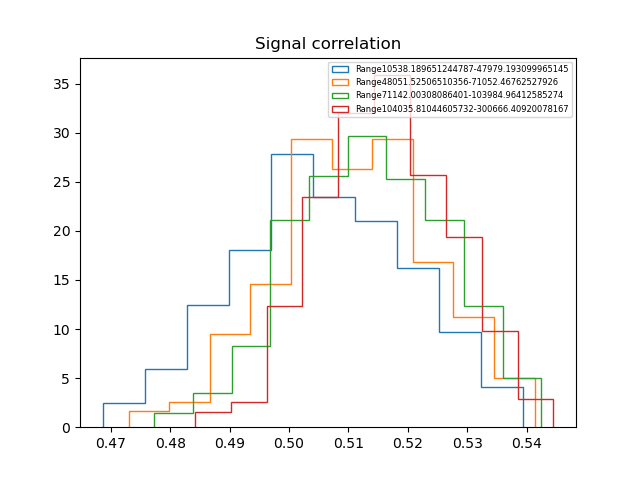 Signal correlation
Range10538.189651244787-47979.193099965145
Range48051.52506510356-71052.46762527926
Range71142.00308086401-103984.96412585274
Range104035.81044605732-300666.40920078167
35
30
25
20
15
10
5
0
0.47 0.48 0.49 0.50 0.51 0.52 0.53 0.54